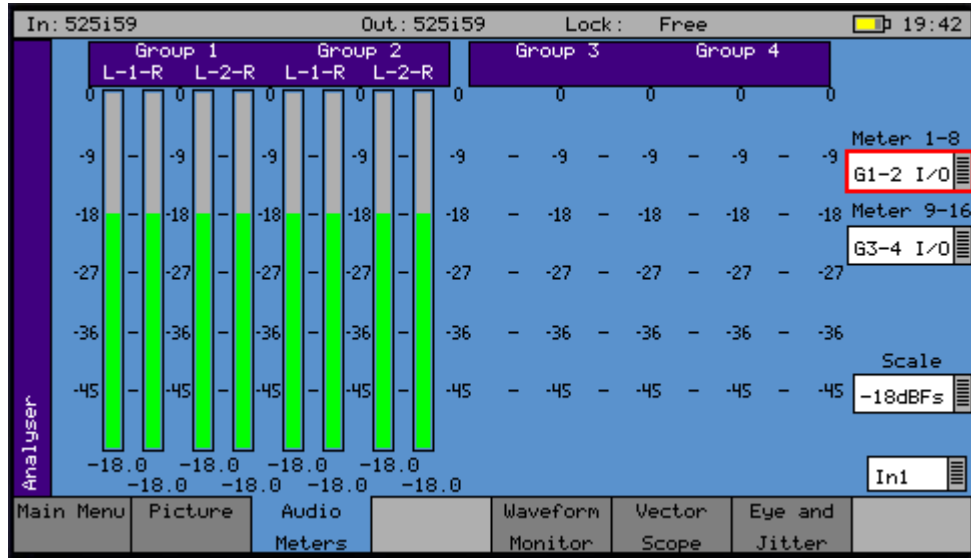 In: 525i59 Out: 525i59 Lock: Free 19:42
Group 1 Group 2 Group 3 Group 4
L-1-R L-2-R L-1-R L-2-R
0 0 0 0 0 0 0 0 0
Meter 1-8
-9 - -9 - -9 - -9 - -9 - -9 - -9 - -9 - -9
G1-2 I/O
-18 - -18 - -18 - -18 - -18 - -18 - -18 - -18 - -18
Meter 9-16
G3-4 I/O
-27 - -27 - -27 - -27 - -27 - -27 - -27 - -27 - -27
-36 - -36 - -36 - -36 - -36 - -36 - -36 - -36 - -36
Scale
-45 - -45 - -45 - -45 - -45 - -45 - -45 - -45 - -45
-18dBFs
Analyser
-18.0 -18.0 -18.0 -18.0
-18.0 -18.0 -18.0 -18.0
In1
Main Menu Picture Audio Meters Waveform Monitor Vector Scope Eye and Jitter